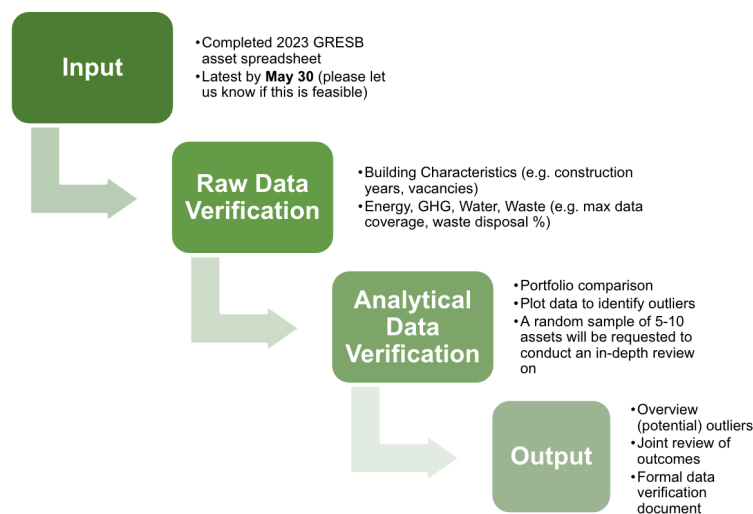 Input
•Completed 2023 GRESB
asset spreadsheet
•Latest by May 30 (please let
us know if this is feasible)
Raw Data
Verification
•Building Characteristics (e.g. construction
years, vacancies)
•Energy, GHG, Water, Waste (e.g. max data
coverage, waste disposal %)
Analytical
Data
Verification
•Portfolio comparison
•Plot data to identify outliers
•A random sample of 5-10
assets will be requested to
conduct an in-depth review
on
Output
•Overview
(potential) outliers
•Joint review of
outcomes
•Formal data
verification
document